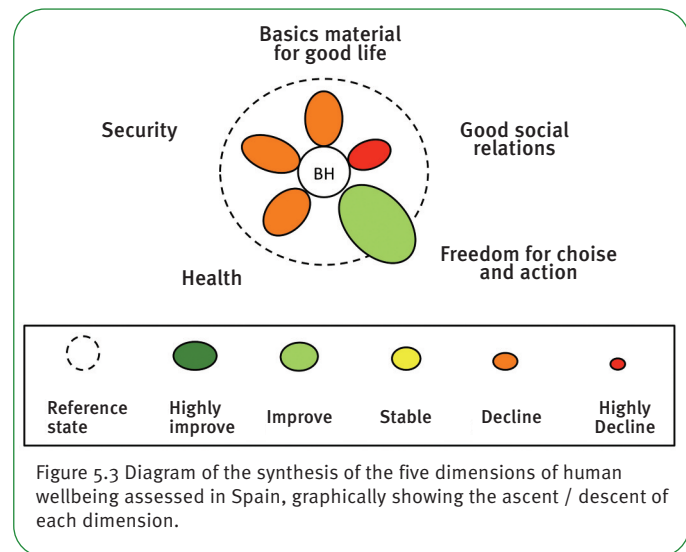 Basics material
for good life
Security
Good social
relations
BH
Freedom for choise
and action
Health
Reference
state
Highly
improve
Improve
Stable
Decline
Highly
Decline
Figure 5.3 Diagram of the synthesis of the five dimensions of human
wellbeing assessed in Spain, graphically showing the ascent / descent of
each dimension.